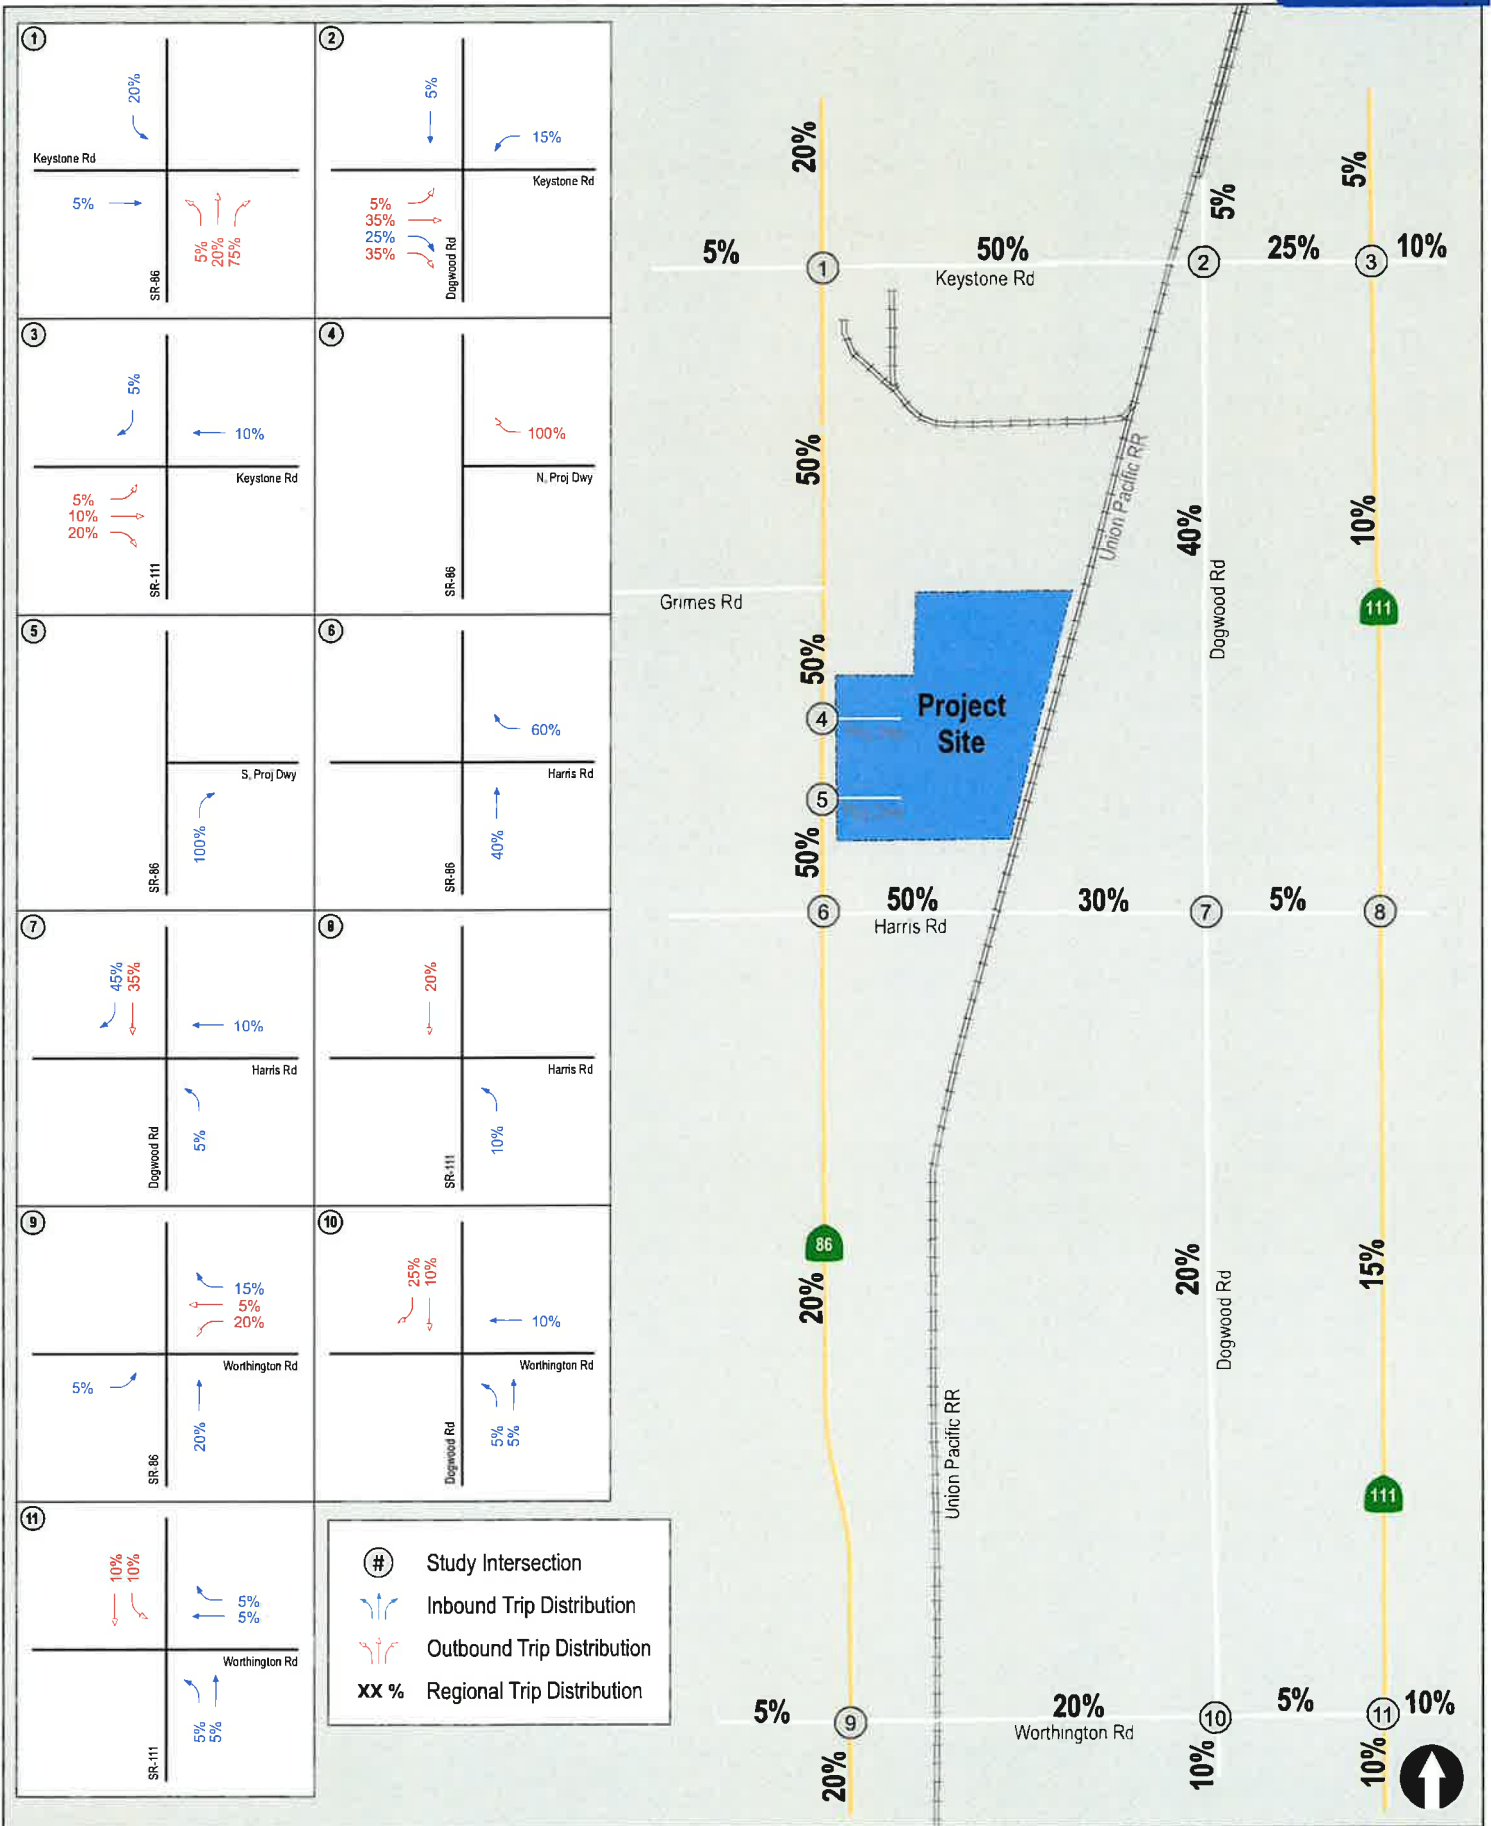 1
20%
Keystone Rd
5%
5%
20%
75%
SR-86
2
5%
15%
Keystone Rd
5%
35%
25%
35%
Dogwood Rd
3
5%
10%
Keystone Rd
5%
10%
20%
SR-111
4
100%
N. Proj Dwy
SR-86
5
S. Proj Dwy
100%
SR-86
6
60%
Harris Rd
40%
SR-86
7
45%
35%
10%
Harris Rd
5%
Dogwood Rd
8
20%
Harris Rd
10%
SR-111
9
15%
5%
20%
Worthington Rd
5%
20%
SR-86
10
25%
10%
10%
Worthington Rd
5%
5%
Dogwood Rd
11
10%
10%
5%
5%
Worthington Rd
5%
5%
SR-111
# Study Intersection
Inbound Trip Distribution
Outbound Trip Distribution
XX % Regional Trip Distribution
20%
5%
5%
5%
1
50%
Keystone Rd
2
25%
3
10%
50%
Union Pacific RR
40%
Dogwood Rd
10%
111
Grimes Rd
50%
Project
Site
4
5
50%
6
50%
Harris Rd
30%
7
5%
8
86
20%
20%
Dogwood Rd
15%
Union Pacific RR
111
5%
9
20%
20%
Worthington Rd
10
10%
5%
11
10%
10%